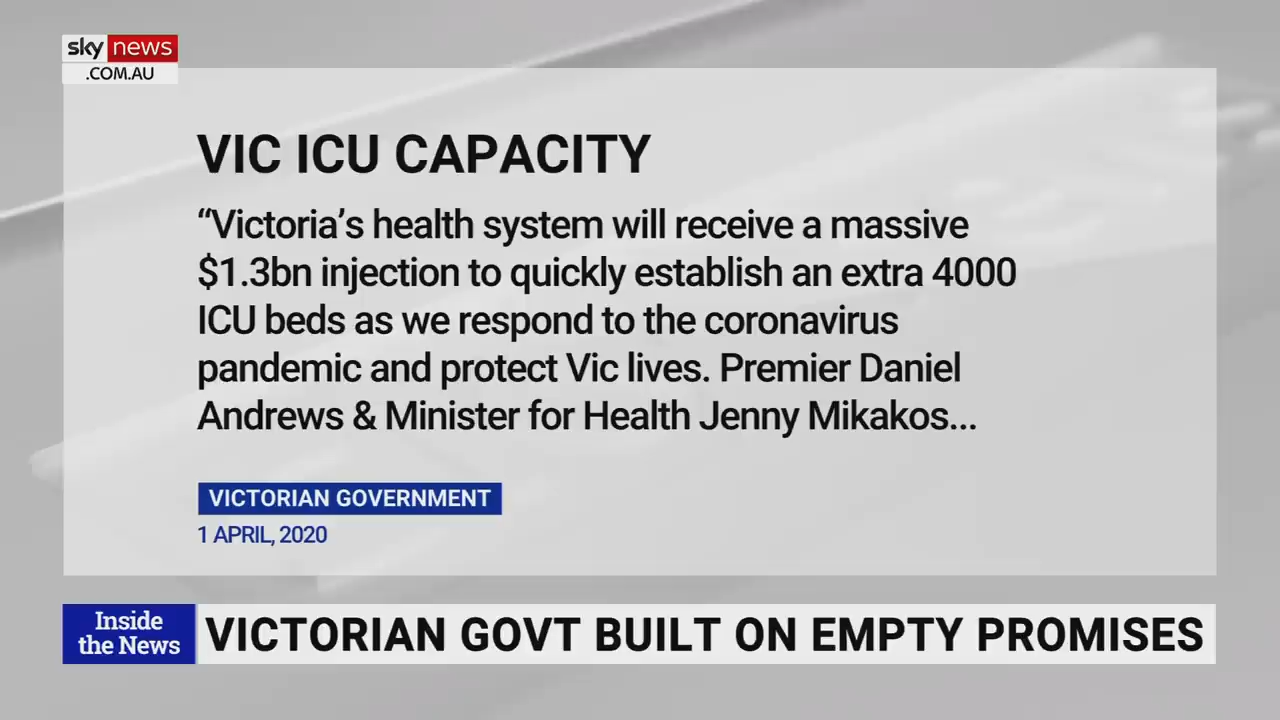 sky news
.COM.AU
VIC ICU CAPACITY
“Victoria’s health system will receive a massive
$1.3bn injection to quickly establish an extra 4000
ICU beds as we respond to the coronavirus
pandemic and protect Vic lives. Premier Daniel
Andrews & Minister for Health Jenny Mikakos...
VICTORIAN GOVERNMENT
1 APRIL, 2020
Inside
the News
VICTORIAN GOVT BUILT ON EMPTY PROMISES